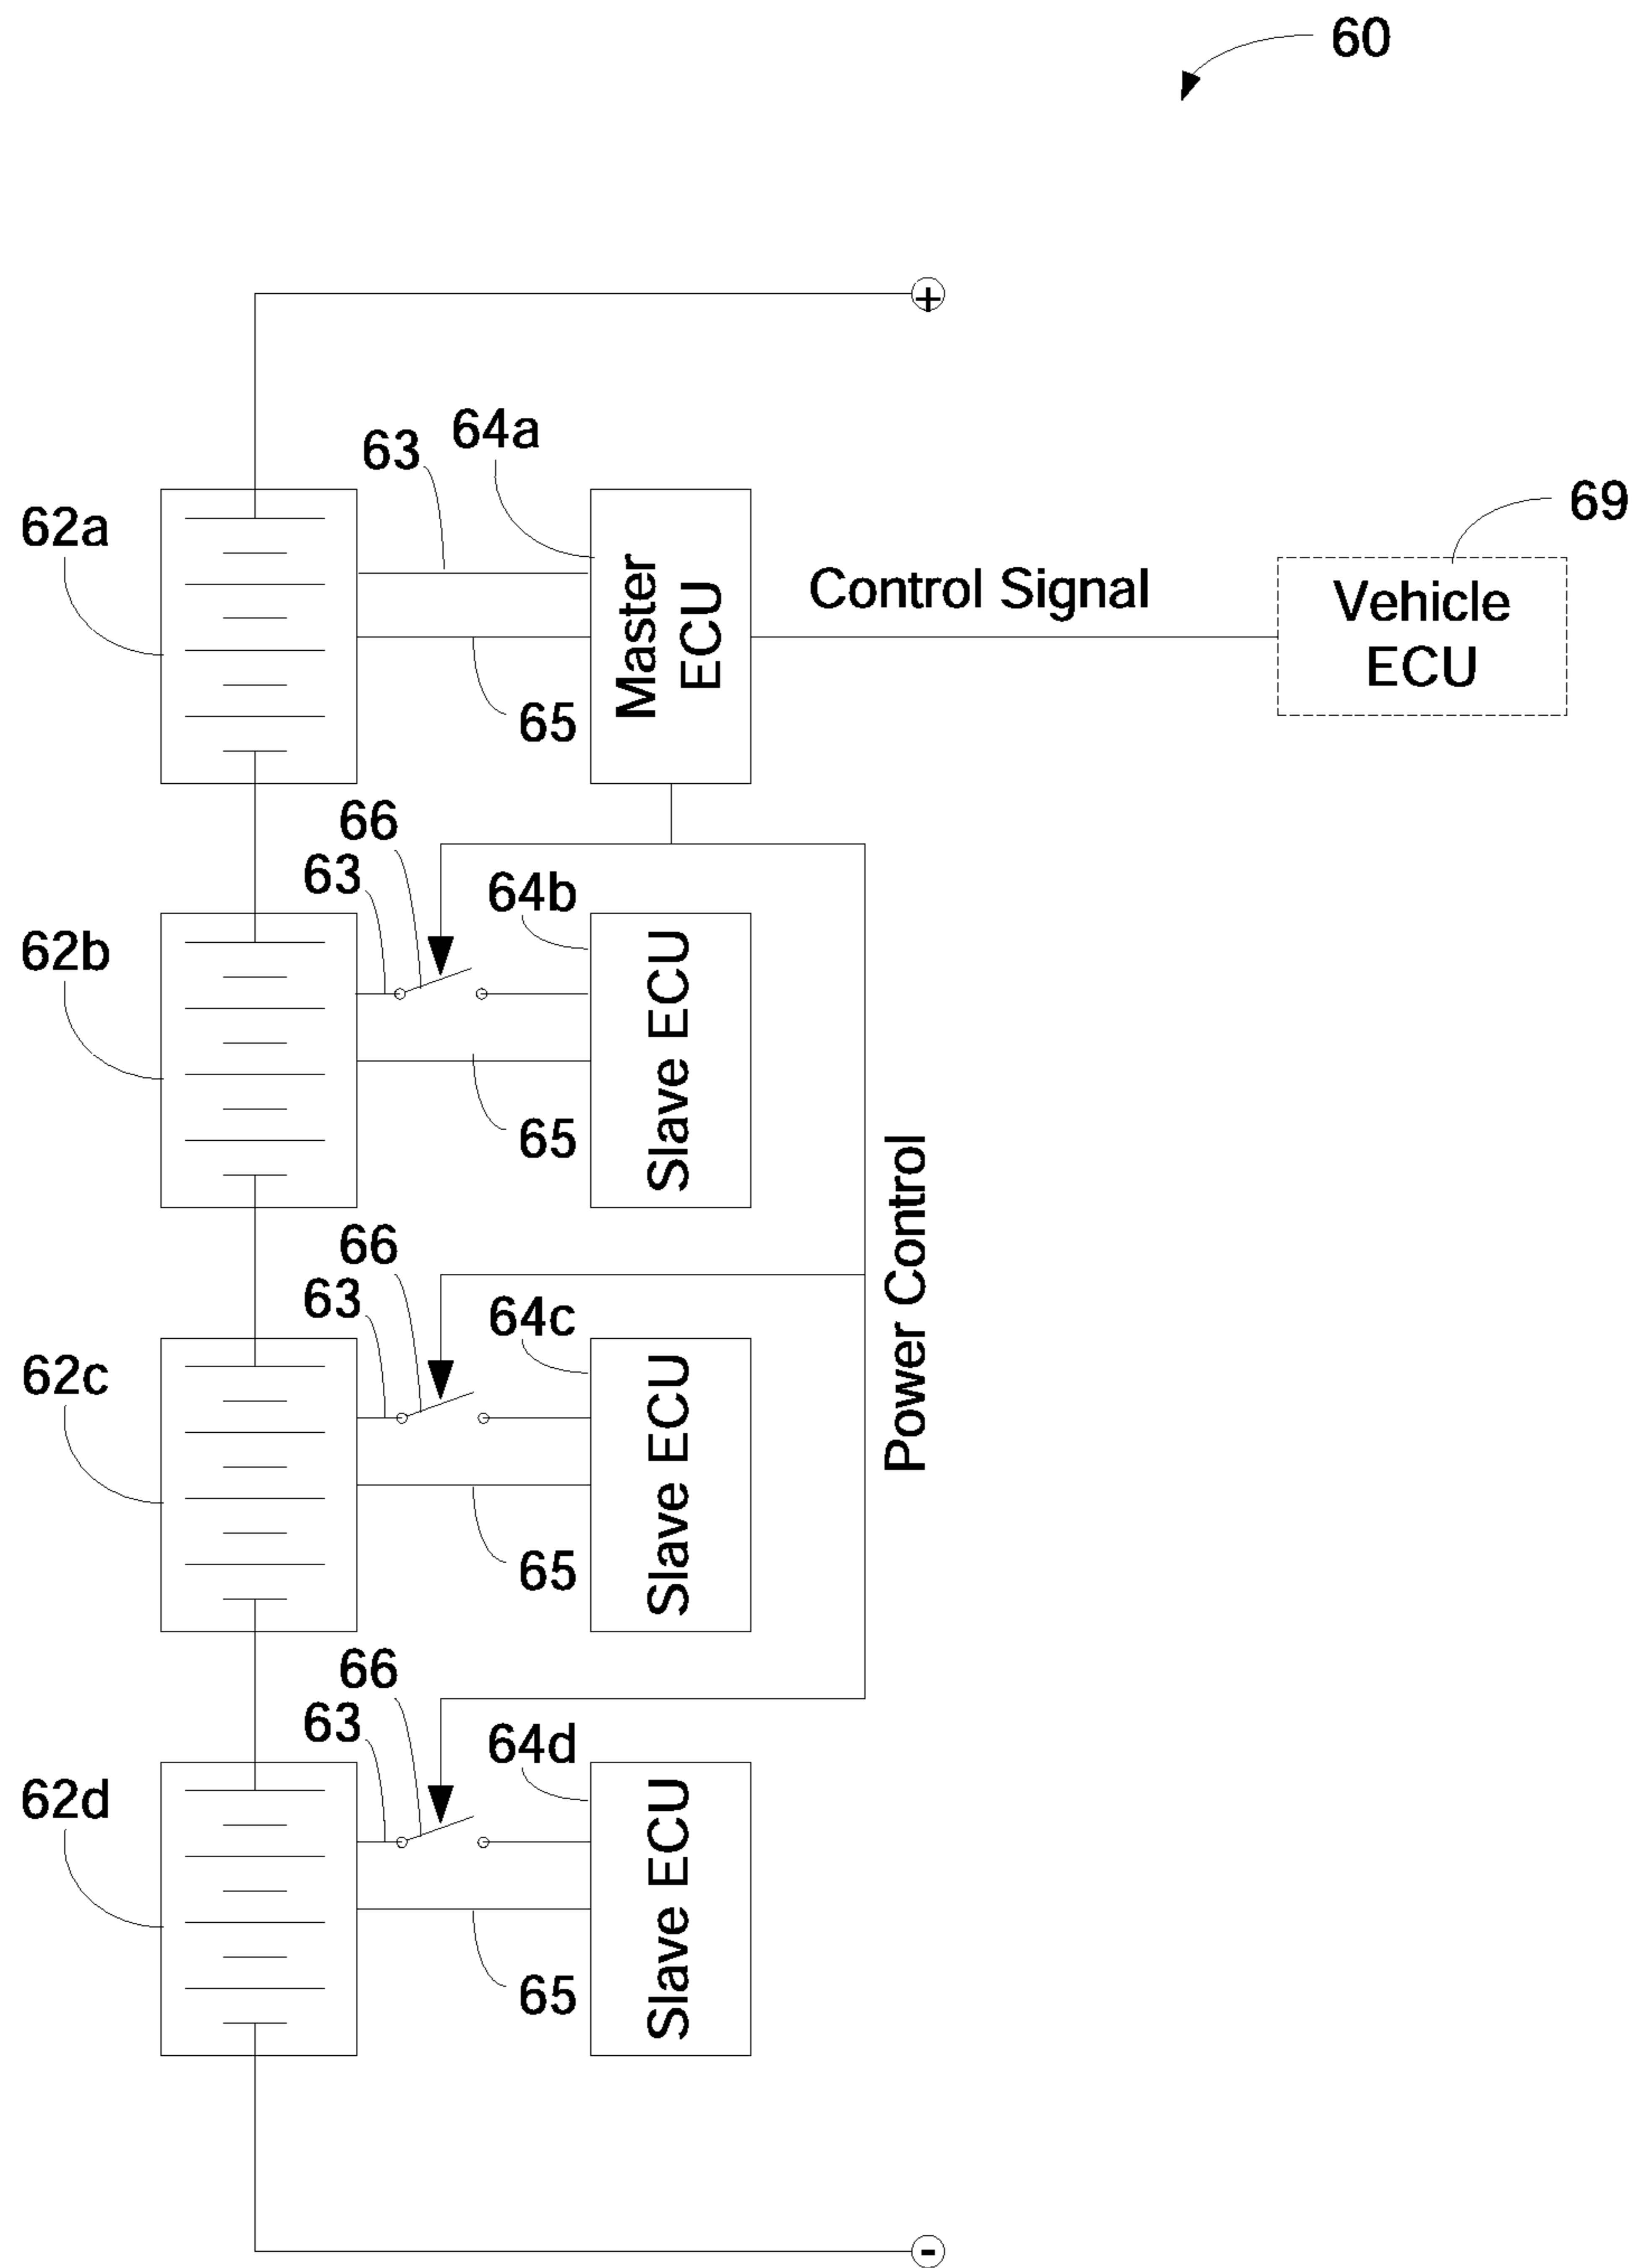 60
+
63
64a
62a
69
Master
ECU
Control Signal
Vehicle
ECU
65
66
63
64b
62b
Slave ECU
65
Power Control
66
63
64c
62c
Slave ECU
65
66
63
64d
62d
Slave ECU
65
-